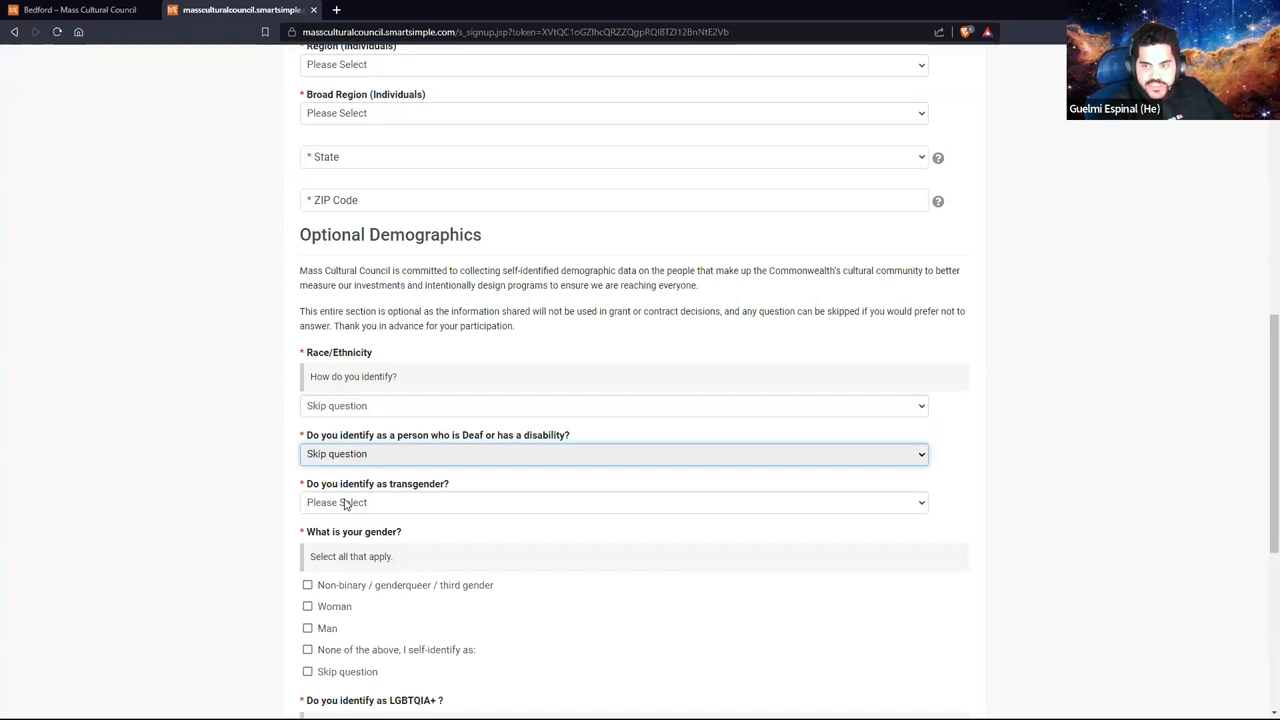 Bedford – Mass Cultural Council
massculturalcouncil.smartsimple.
massculturalcouncil.smartsimple.com/s_signup.jsp?token=XVtQC1oGZIhcQRZZQgpRQlBTZl12BnNtE2Vb
Guelmi Espinal (He)
* Region (Individuals)
Please Select
* Broad Region (Individuals)
Please Select
* State
* ZIP Code
Optional Demographics
Mass Cultural Council is committed to collecting self-identified demographic data on the people that make up the Commonwealth's cultural community to better
measure our investments and intentionally design programs to ensure we are reaching everyone.
This entire section is optional as the information shared will not be used in grant or contract decisions, and any question can be skipped if you would prefer not to
answer. Thank you in advance for your participation.
* Race/Ethnicity
How do you identify?
Skip question
* Do you identify as a person who is Deaf or has a disability?
Skip question
* Do you identify as transgender?
Please Select
* What is your gender?
Select all that apply.
Non-binary / genderqueer / third gender
Woman
Man
None of the above, I self-identify as:
Skip question
* Do you identify as LGBTQIA+ ?